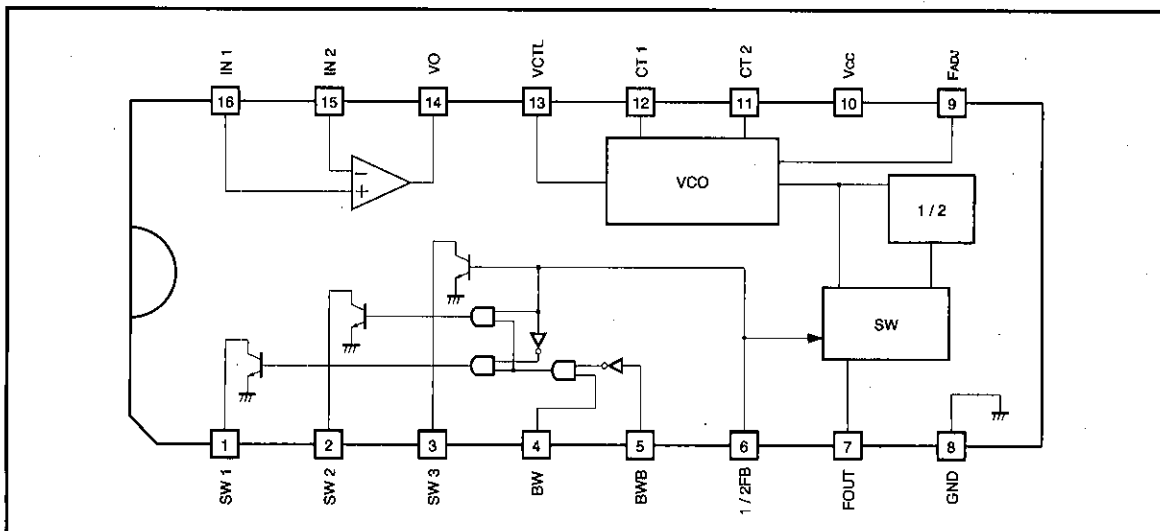 IN 1
IN 2
VO
VCTL
CT 1
CT 2
Vcc
FADJ
16
15
14
13
12
11
10
9
−
+
VCO
1 / 2
SW
1
2
3
4
5
6
7
8
SW 1
SW 2
SW 3
BW
BWB
1 / 2FB
FOUT
GND